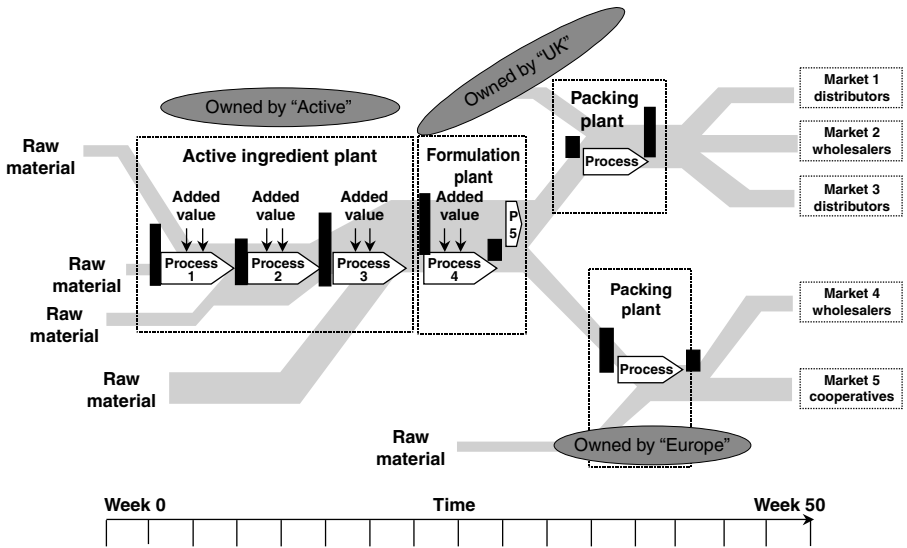 Owned by "Active"
Owned by "UK"
Raw
material
Active ingredient plant
Formulation
plant
Packing
plant
Process
Market 1
distributors
Market 2
wholesalers
Market 3
distributors
Added
value
Added
value
Added
value
Added
value
P
5
Raw
material
Process
1
Process
2
Process
3
Process
4
Raw
material
Packing
plant
Process
Market 4
wholesalers
Raw
material
Market 5
cooperatives
Raw
material
Owned by "Europe"
Week 0
Time
Week 50